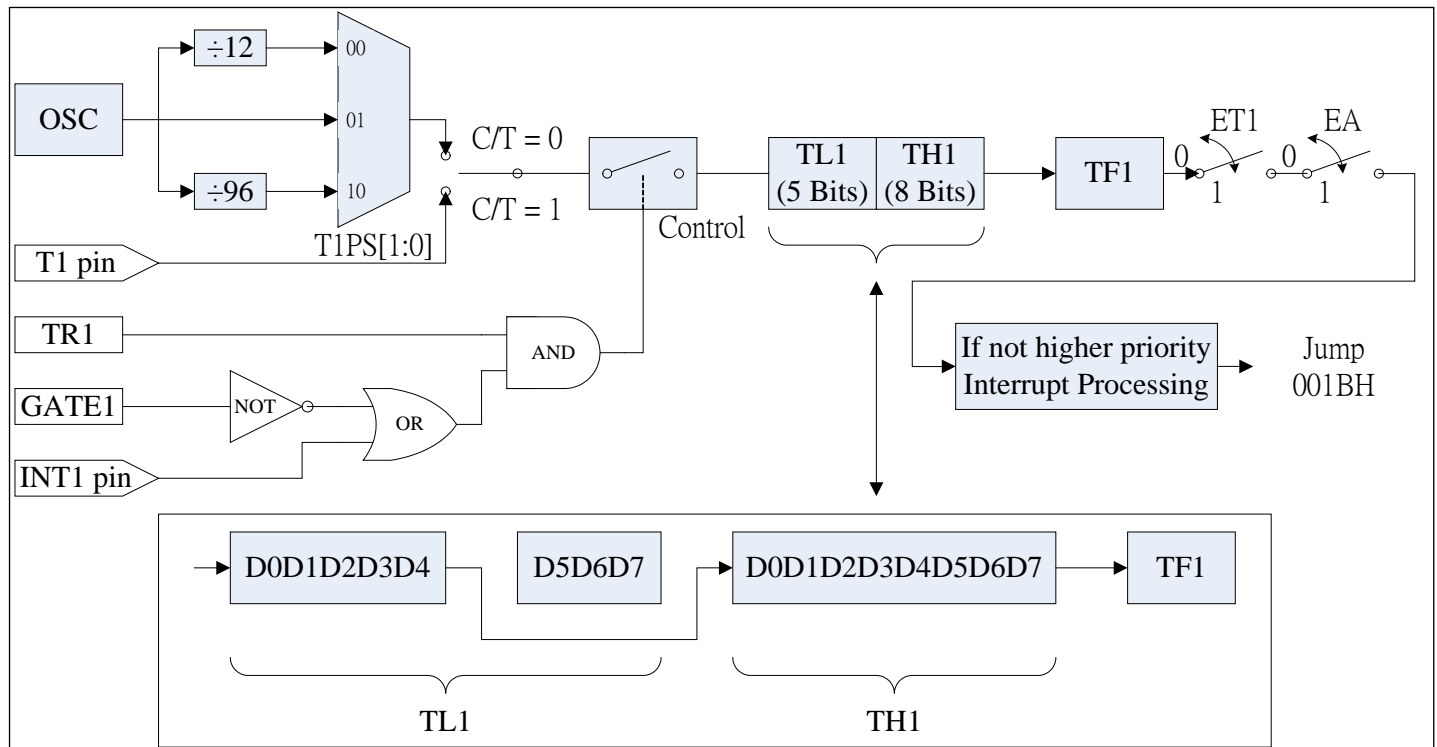 ÷12
00
OSC
01
÷96
10
T1PS[1:0]
C/T = 0
C/T = 1
Control
TL1
(5 Bits)
TH1
(8 Bits)
TF1
ET1
0
1
EA
0
1
T1 pin
TR1
AND
GATE1
NOT
OR
INT1 pin
If not higher priority
Interrupt Processing
Jump
001BH
D0D1D2D3D4
D5D6D7
D0D1D2D3D4D5D6D7
TF1
TL1
TH1